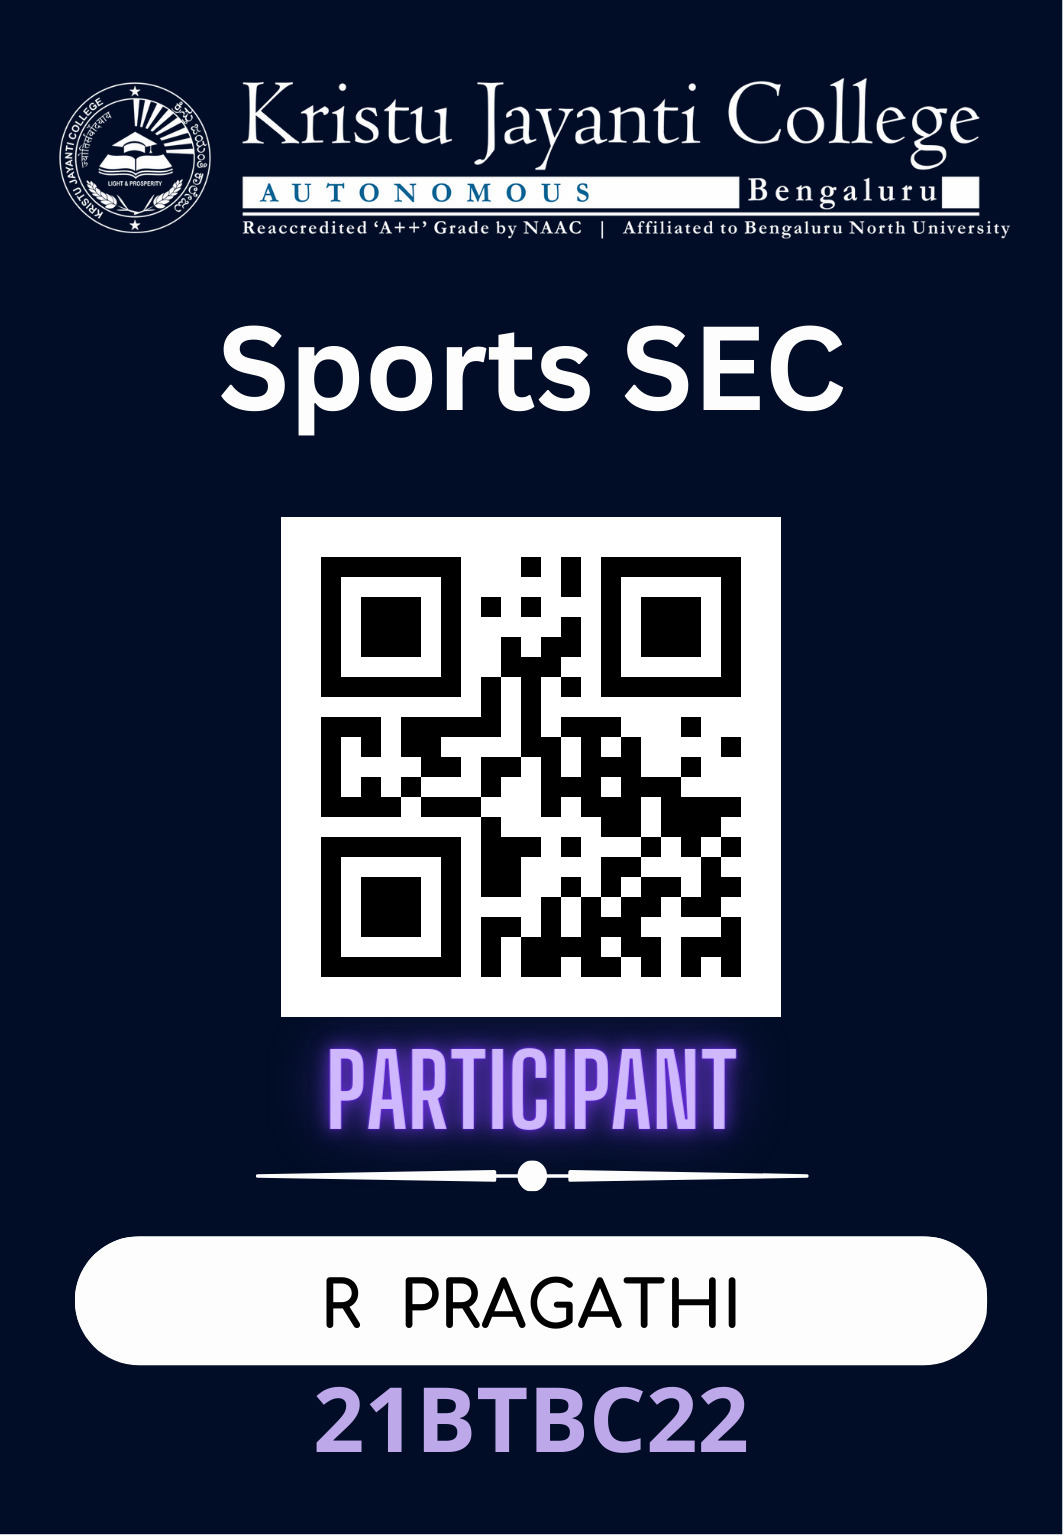 Kristu Jayanti College
AUTONOMOUS Bengaluru
Reaccredited ‘A++’ Grade by NAAC | Affiliated to Bengaluru North University
KRISTU JAYANTI COLLEGE
ಕ್ರಿಸ್ತು ಜಯಂತಿ ಕಾಲೇಜು
LIGHT & PROSPERITY
Sports SEC
PARTICIPANT
R PRAGATHI
21BTBC22